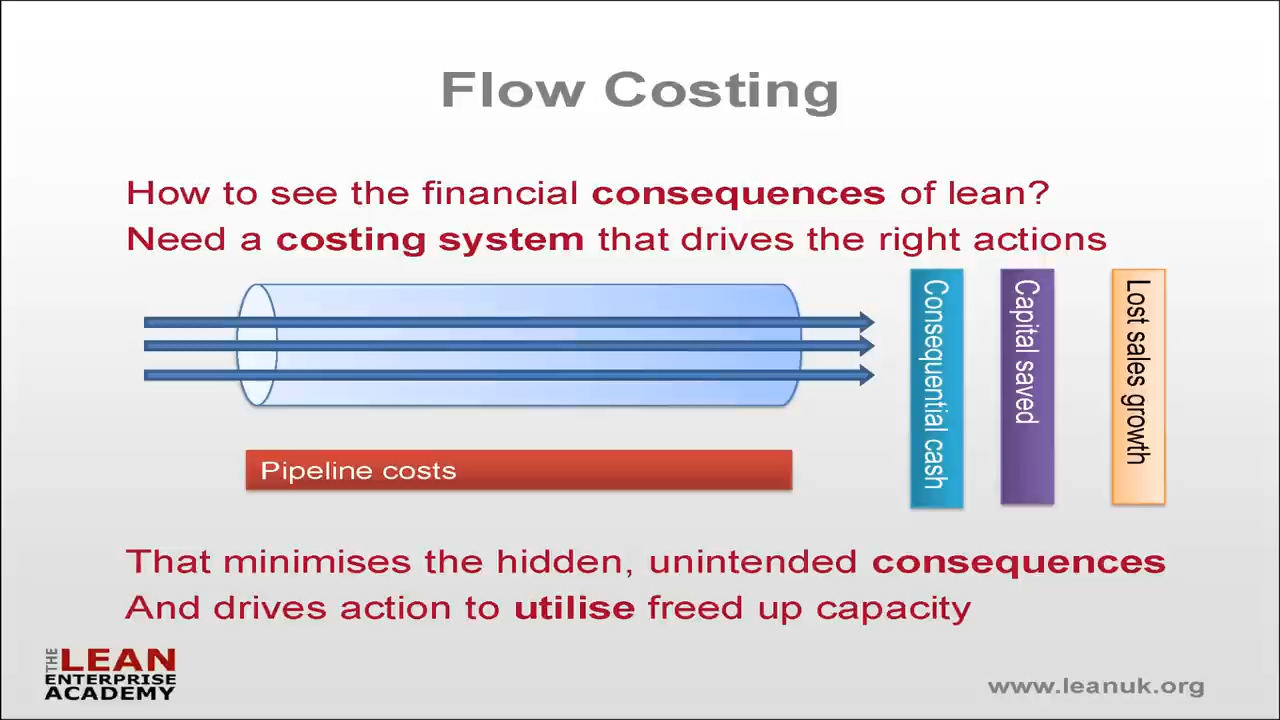 Flow Costing
How to see the financial consequences of lean?
Need a costing system that drives the right actions
Consequential cash
Capital saved
Lost sales growth
Pipeline costs
That minimises the hidden, unintended consequences
And drives action to utilise freed up capacity
THE LEAN
ENTERPRISE
ACADEMY
www.leanuk.org